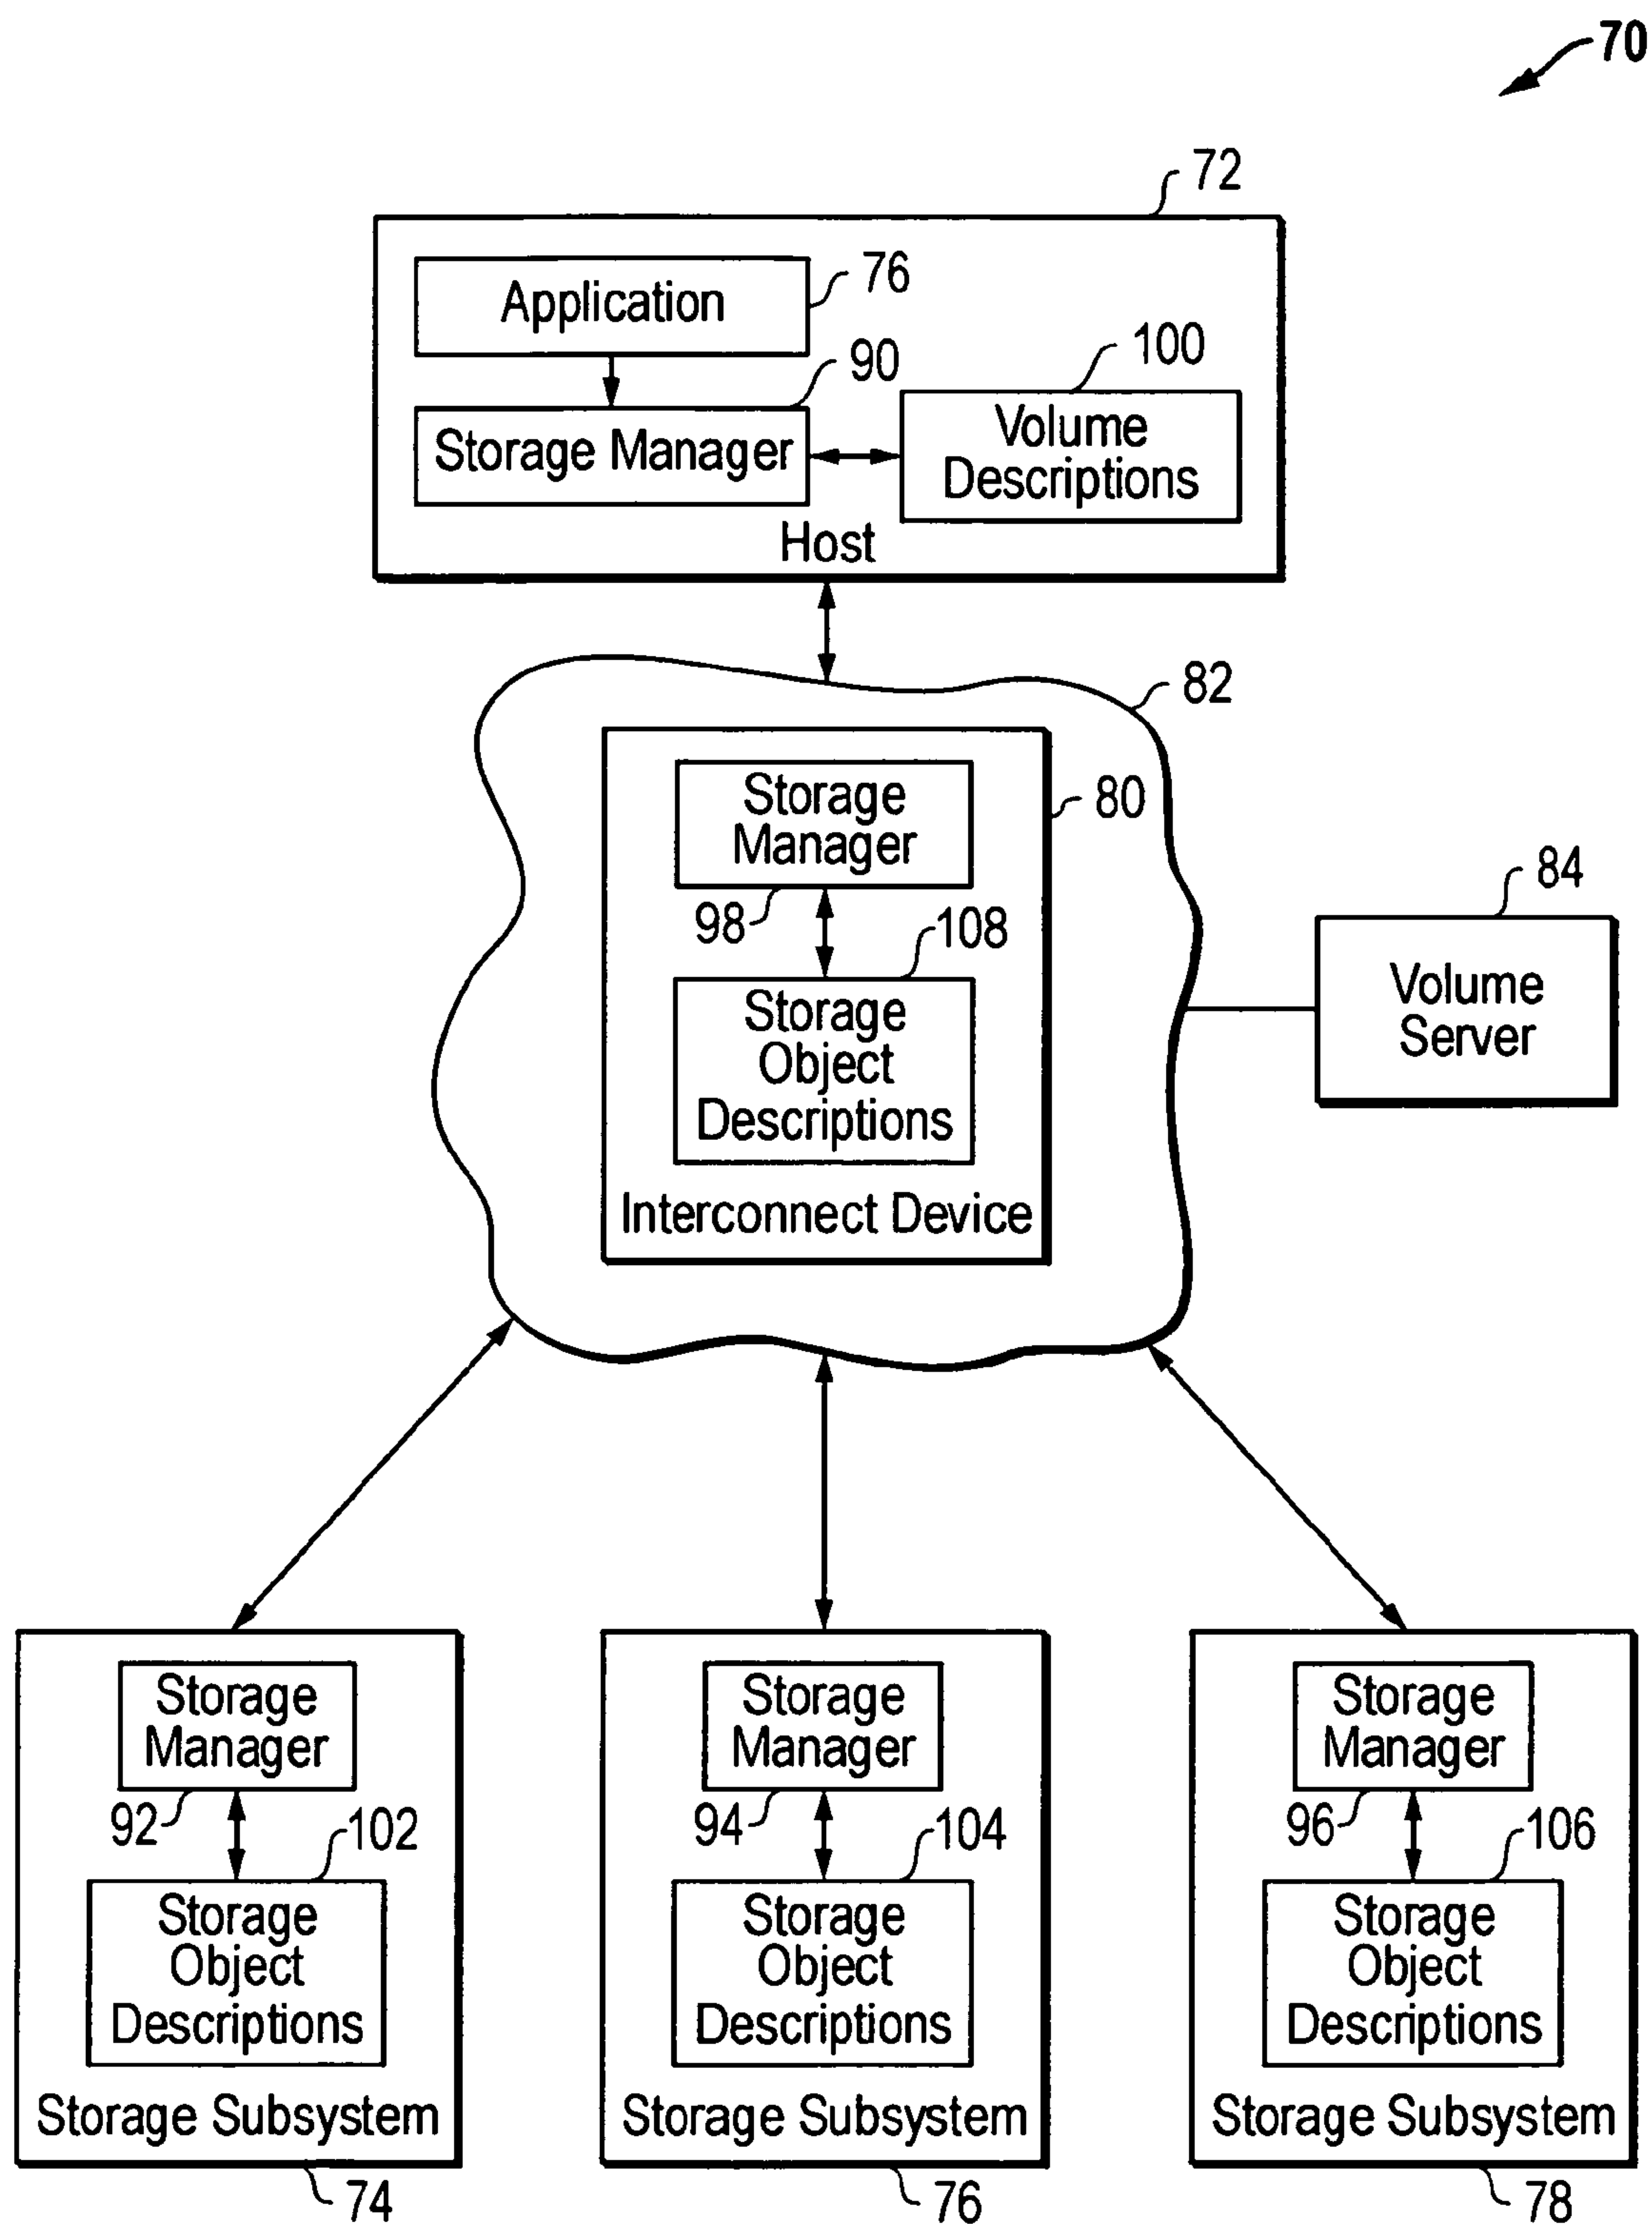 70
72
Application
76
90
100
Storage Manager
Volume
Descriptions
Host
82
Storage
Manager
80
98
108
Storage
Object
Descriptions
Interconnect Device
84
Volume
Server
Storage
Manager
92
102
Storage
Object
Descriptions
Storage Subsystem
74
Storage
Manager
94
104
Storage
Object
Descriptions
Storage Subsystem
76
Storage
Manager
96
106
Storage
Object
Descriptions
Storage Subsystem
78